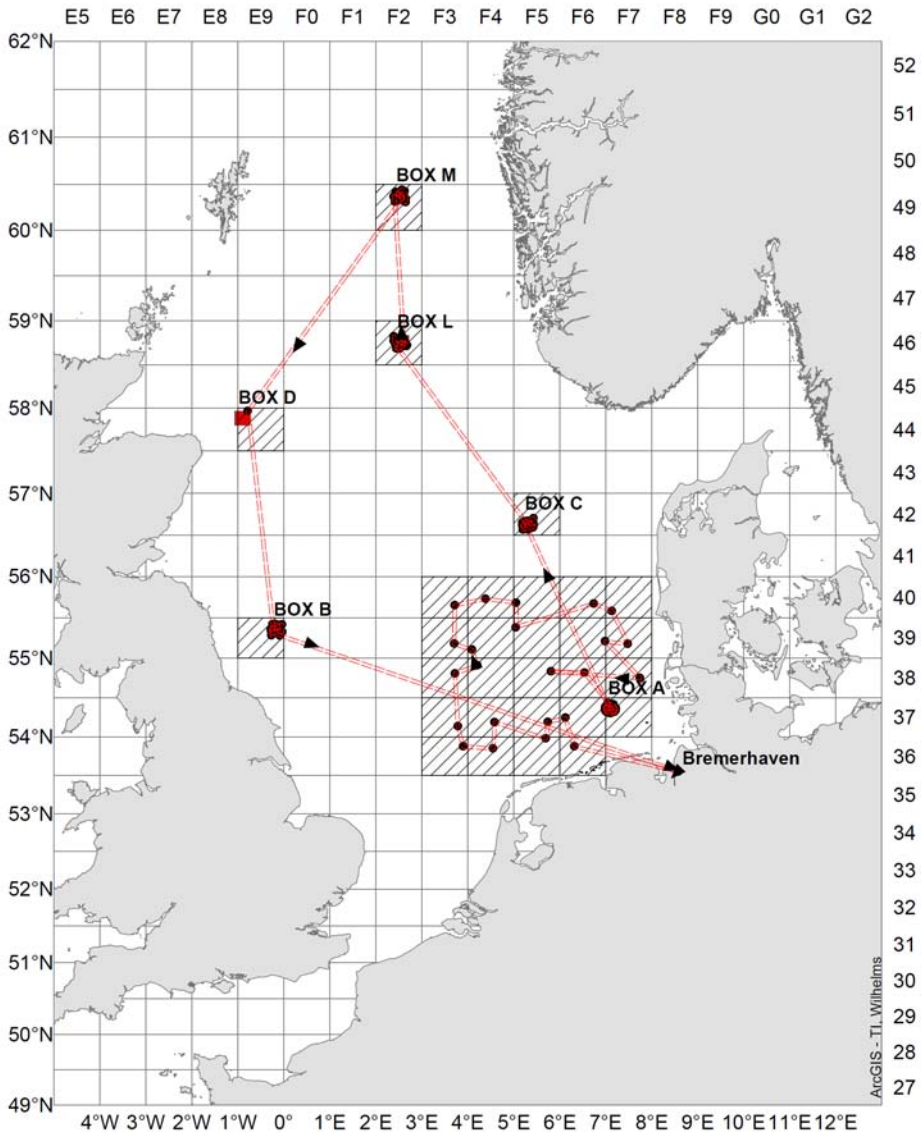 E5 E6 E7 E8 E9 F0 F1 F2 F3 F4 F5 F6 F7 F8 F9 G0 G1 G2
62°N
52
51
61°N
50
BOX M
49
60°N
48
47
59°N
BOX L
46
45
58°N
BOX D
44
43
57°N
BOX C
42
41
56°N
40
BOX B
39
55°N
38
BOX A
37
54°N
Bremerhaven
36
35
53°N
34
33
52°N
32
31
51°N
30
29
50°N
28
27
49°N
ArcGIS - TI, Wilhelms
4°W 3°W 2°W 1°W 0° 1°E 2°E 3°E 4°E 5°E 6°E 7°E 8°E 9°E 10°E 11°E 12°E